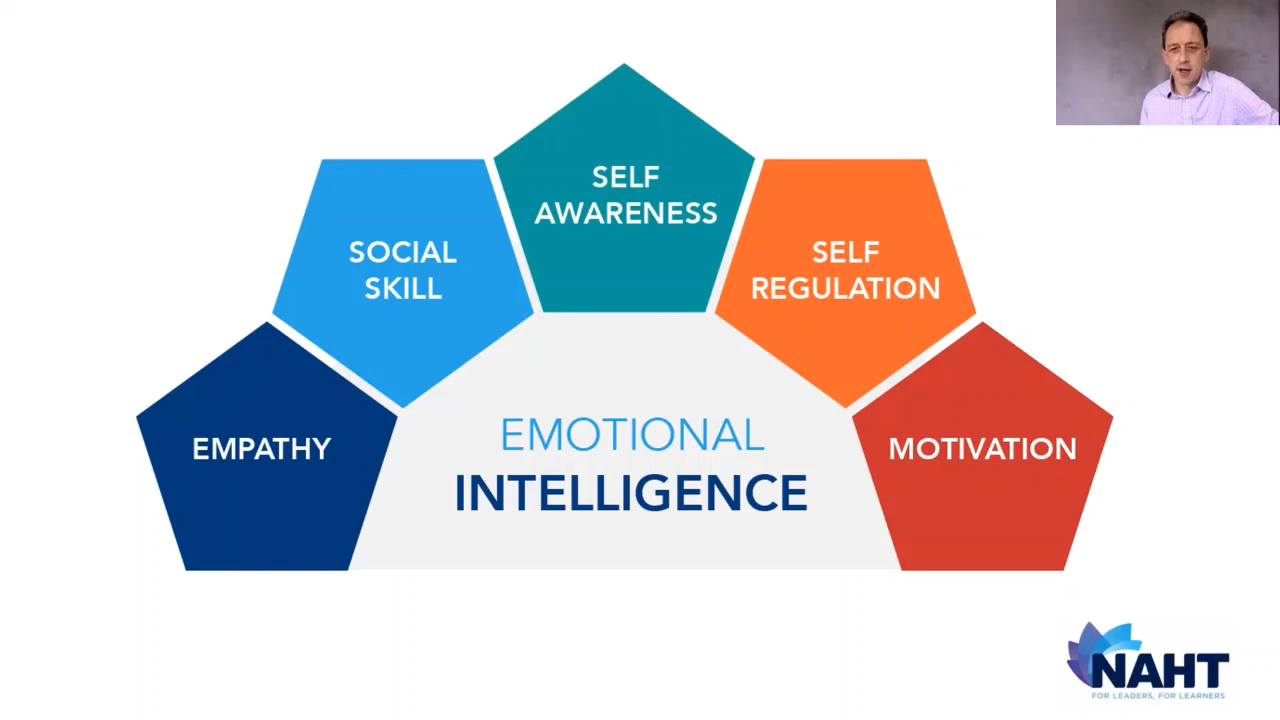 SELF
AWARENESS
SOCIAL
SKILL
SELF
REGULATION
EMPATHY
MOTIVATION
EMOTIONAL
INTELLIGENCE
NAHT
FOR LEADERS, FOR LEARNERS